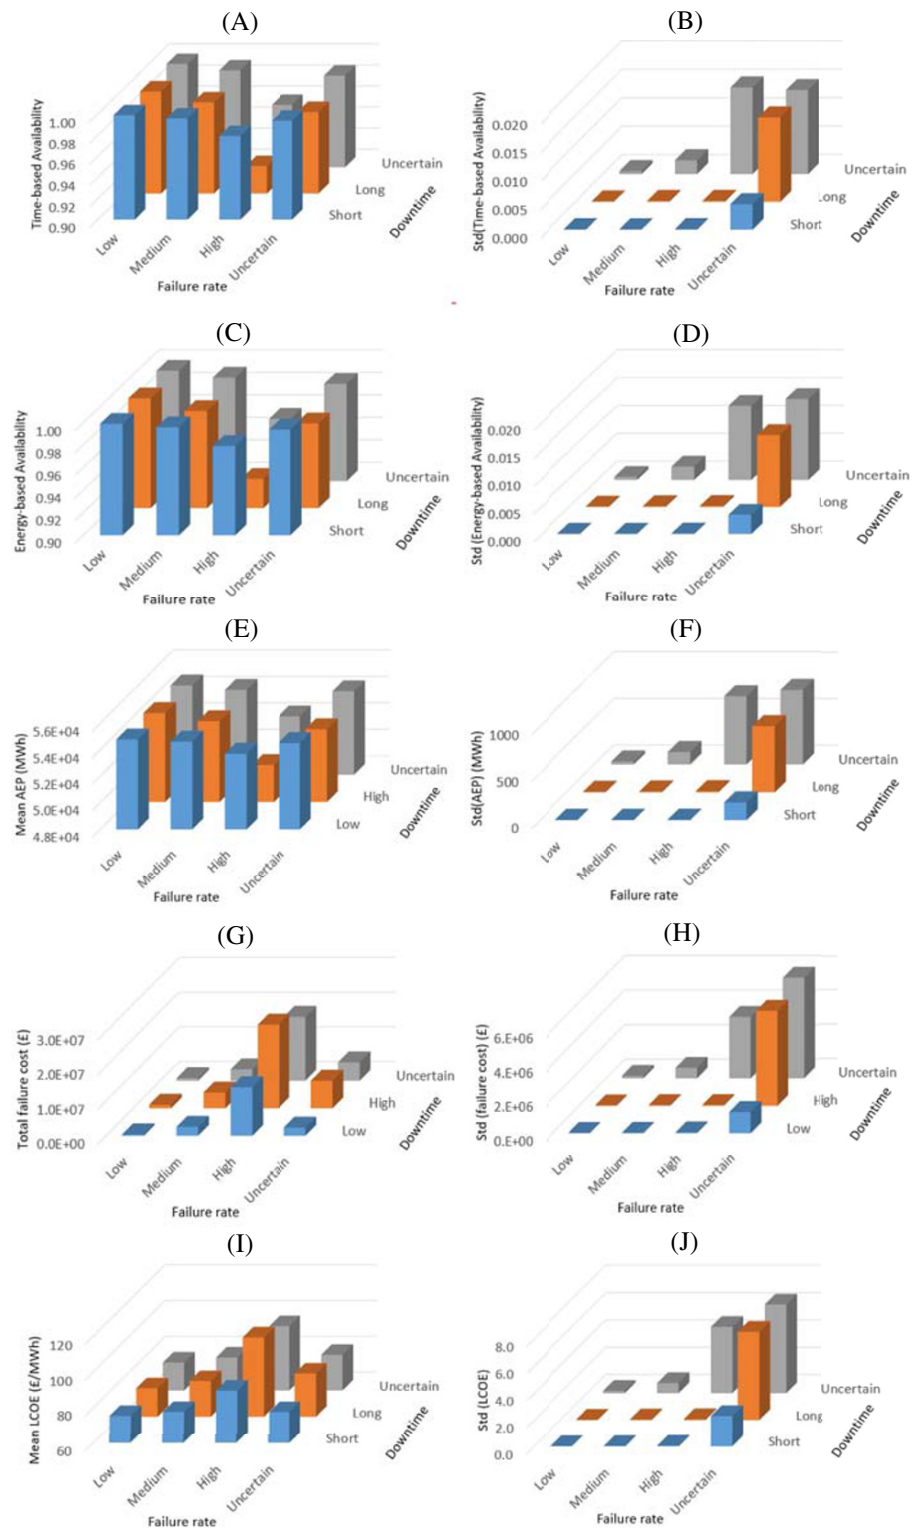 (A)
Time-based Availability
1.00
0.98
0.96
0.94
0.92
0.90
Low
Medium
High
Uncertain
Failure rate
Uncertain
Long
Short
Downtime
(B)
Std(Time-based Availability)
0.020
0.015
0.010
0.005
0.000
Low
Medium
High
Uncertain
Failure rate
Uncertain
Long
Short
Downtime
(C)
Energy-based Availability
1.00
0.98
0.96
0.94
0.92
0.90
Low
Medium
High
Uncertain
Failure rate
Uncertain
Long
Short
Downtime
(D)
Std (Energy-based Availability)
0.020
0.015
0.010
0.005
0.000
Low
Medium
High
Uncertain
Failure rate
Uncertain
Long
Short
Downtime
(E)
Mean AEP (MWh)
5.6E+04
5.4E+04
5.2E+04
5.0E+04
4.8E+04
Low
Medium
High
Uncertain
Failure rate
Uncertain
High
Low
Downtime
(F)
Std(AEP) (MWh)
1000
500
0
Low
Medium
High
Uncertain
Failure rate
Uncertain
Long
Short
Downtime
(G)
Total failure cost (£)
3.0E+07
2.0E+07
1.0E+07
0.0E+00
Low
Medium
High
Uncertain
Failure rate
Uncertain
High
Low
Downtime
(H)
Std (failure cost) (£)
6.E+06
4.E+06
2.E+06
0.E+00
Low
Medium
High
Uncertain
Failure rate
Uncertain
High
Low
Downtime
(I)
Mean LCOE (£/MWh)
120
100
80
60
Low
Medium
High
Uncertain
Failure rate
Uncertain
Long
Short
Downtime
(J)
Std (LCOE)
8.0
6.0
4.0
2.0
0.0
Low
Medium
High
Uncertain
Failure rate
Uncertain
Long
Short
Downtime